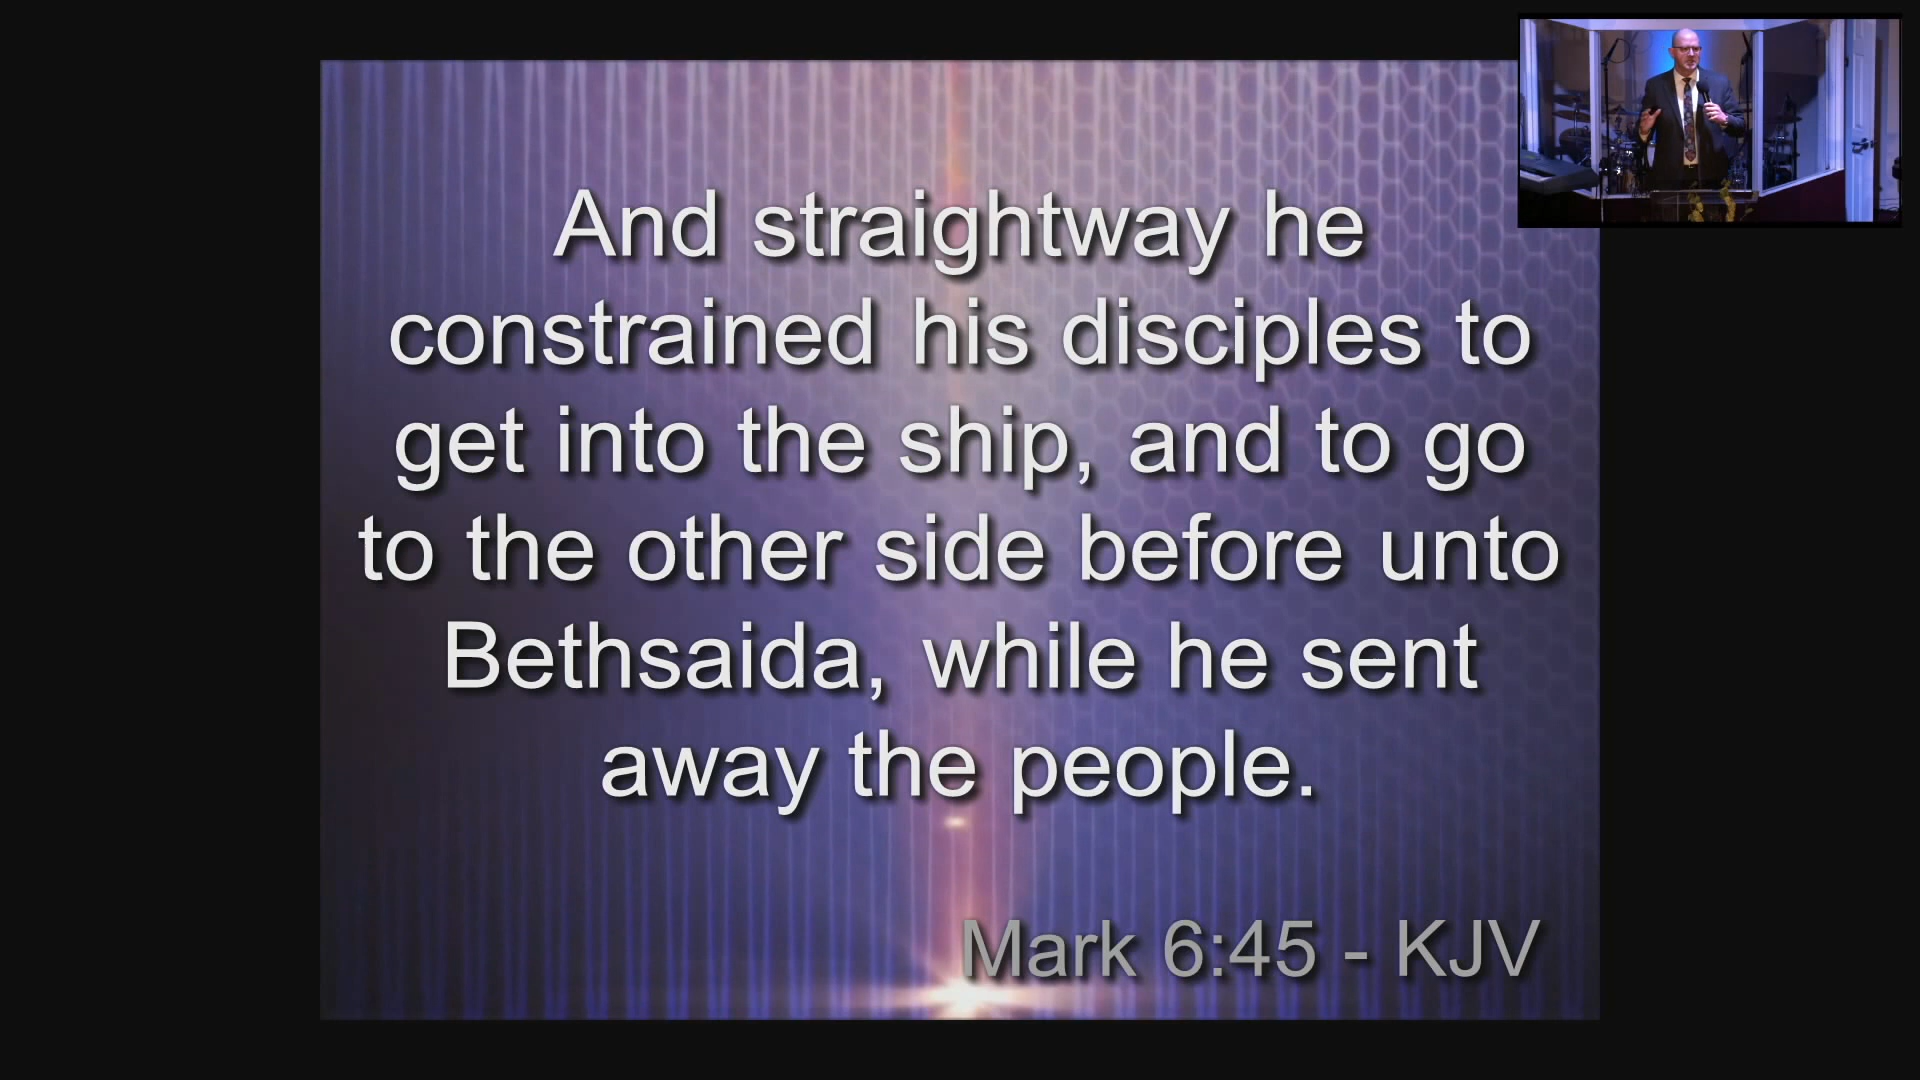 And straightway he
constrained his disciples to
get into the ship, and to go
to the other side before unto
Bethsaida, while he sent
away the people.
Mark 6:45 - KJV